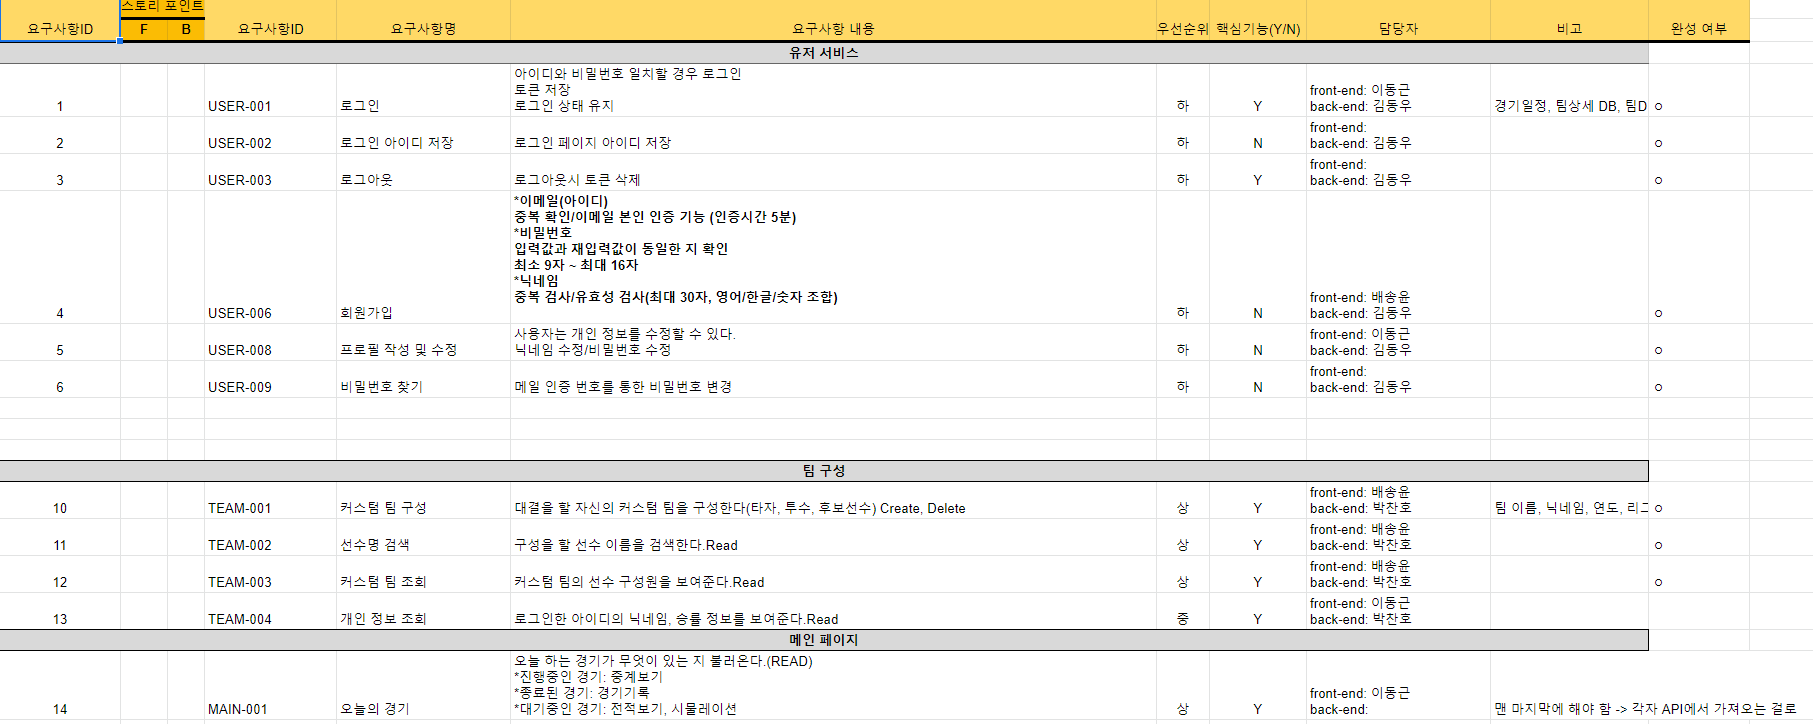 스토리 포인트
요구사항ID F B 요구사항ID 요구사항명 요구사항 내용 우선순위 핵심기능(Y/N) 담당자 비고 완성 여부
유저 서비스
아이디와 비밀번호 일치할 경우 로그인
토큰 저장
로그인 상태 유지
1 USER-001 로그인 하 Y
front-end: 이동근
back-end: 김동우
경기일정, 팀상세 DB, 팀D ○
2 USER-002 로그인 아이디 저장 로그인 페이지 아이디 저장 하 N
front-end:
back-end: 김동우
○
3 USER-003 로그아웃 로그아웃시 토큰 삭제 하 Y
front-end:
back-end: 김동우
○
*이메일(아이디)
중복 확인/이메일 본인 인증 기능 (인증시간 5분)
*비밀번호
입력값과 재입력값이 동일한 지 확인
최소 9자 ~ 최대 16자
*닉네임
중복 검사/유효성 검사(최대 30자, 영어/한글/숫자 조합)
4 USER-006 회원가입 하 N
front-end: 배송윤
back-end: 김동우
○
사용자는 개인 정보를 수정할 수 있다.
닉네임 수정/비밀번호 수정
5 USER-008 프로필 작성 및 수정 하 N
front-end: 이동근
back-end: 김동우
○
6 USER-009 비밀번호 찾기 메일 인증 번호를 통한 비밀번호 변경 하 N
front-end:
back-end: 김동우
○
팀 구성
10 TEAM-001 커스텀 팀 구성 대결을 할 자신의 커스텀 팀을 구성한다(타자, 투수, 후보선수) Create, Delete 상 Y
front-end: 배송윤
back-end: 박찬호
팀 이름, 닉네임, 연도, 리그 ○
11 TEAM-002 선수명 검색 구성을 할 선수 이름을 검색한다.Read 상 Y
front-end: 배송윤
back-end: 박찬호
○
12 TEAM-003 커스텀 팀 조회 커스텀 팀의 선수 구성원을 보여준다.Read 상 Y
front-end: 배송윤
back-end: 박찬호
○
13 TEAM-004 개인 정보 조회 로그인한 아이디의 닉네임, 승률 정보를 보여준다.Read 중 Y
front-end: 이동근
back-end: 박찬호
메인 페이지
오늘 하는 경기가 무엇이 있는 지 불러온다.(READ)
*진행중인 경기: 중계보기
*종료된 경기: 경기기록
*대기중인 경기: 전적보기, 시뮬레이션
14 MAIN-001 오늘의 경기 상 Y
front-end: 이동근
back-end:
맨 마지막에 해야 함 -> 각자 API에서 가져오는 걸로